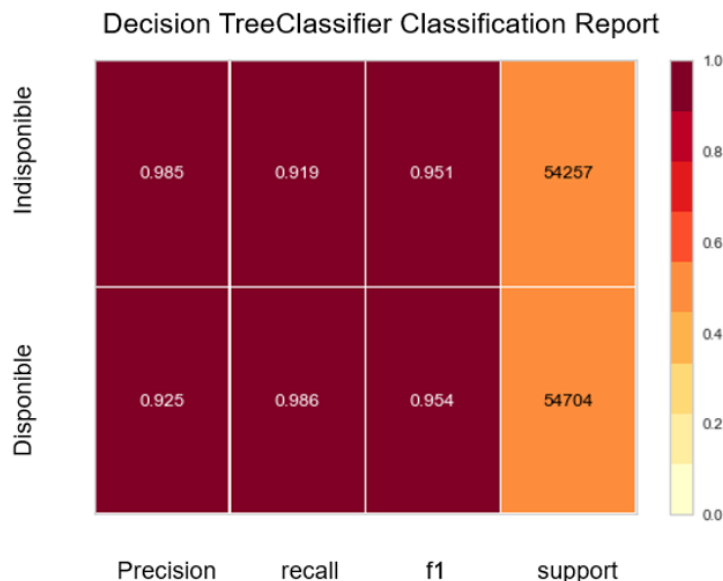 Decision TreeClassifier Classification Report
Indisponible
0.985 0.919 0.951 54257
Disponible
0.925 0.986 0.954 54704
Precision recall f1 support
1.0
0.8
0.6
0.4
0.2
0.0